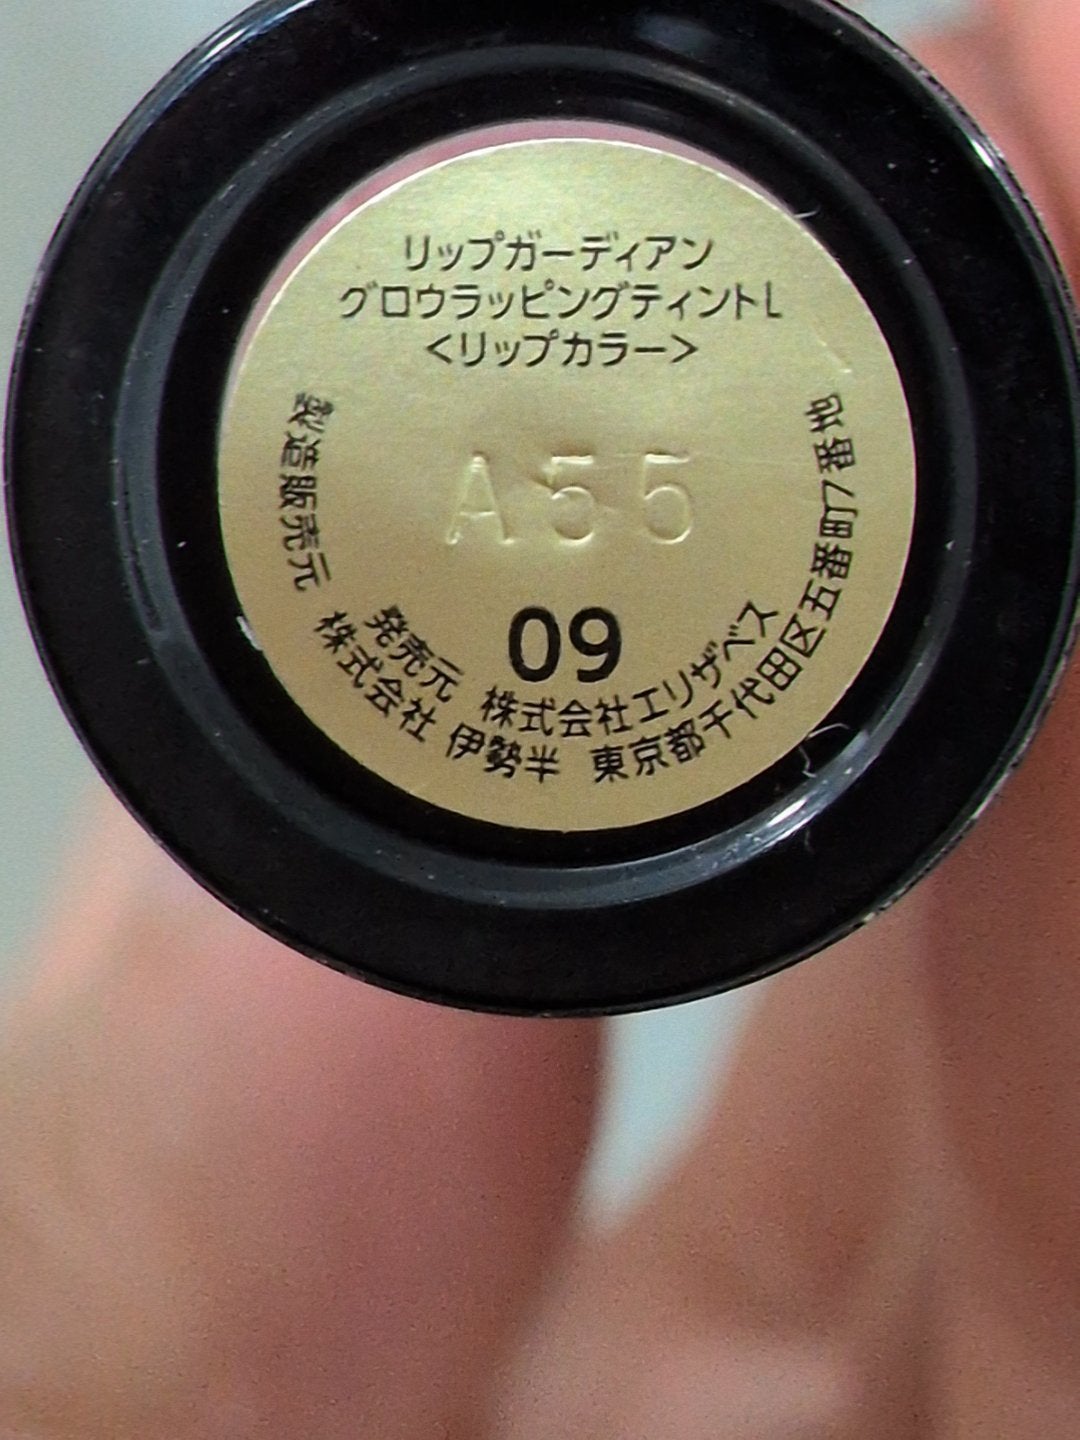 リップガーディアン
グロウラッピングティントL
<リップカラー>
A55
09
発売元 株式会社エリザベス
製造販売元 株式会社 伊勢半 東京都千代田区五番町7番地